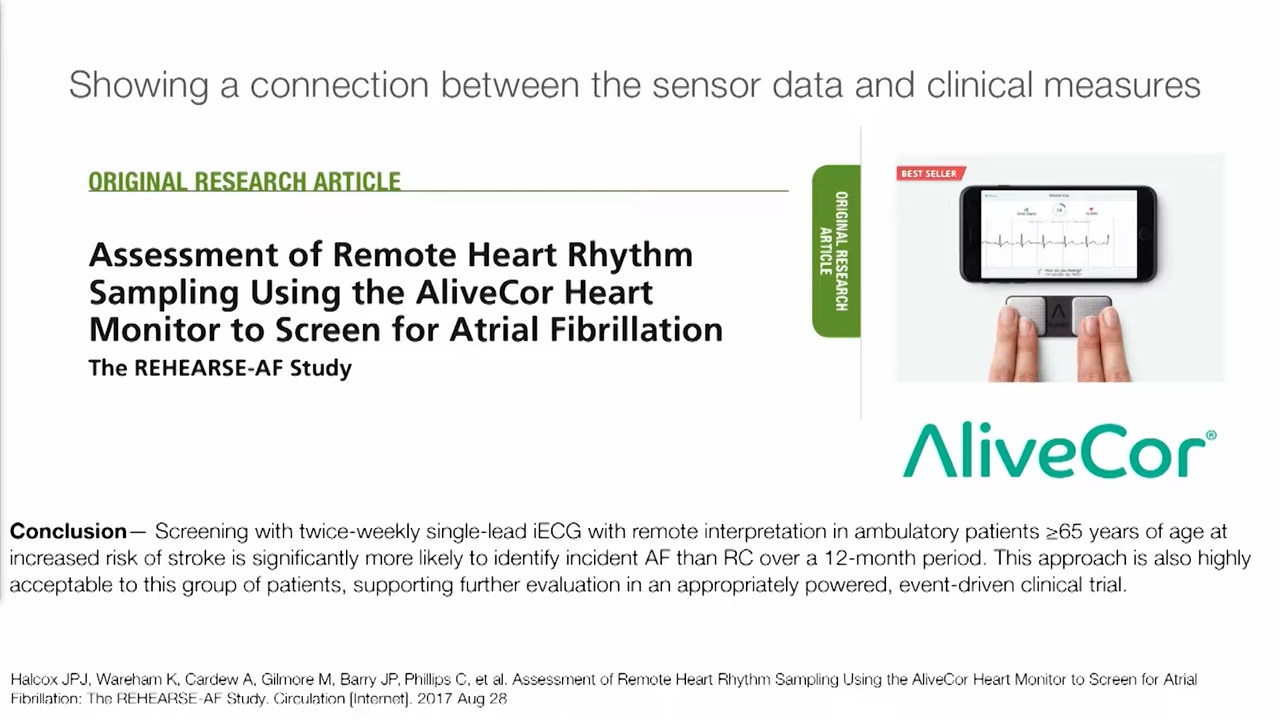 Showing a connection between the sensor data and clinical measures
ORIGINAL RESEARCH ARTICLE
Assessment of Remote Heart Rhythm
Sampling Using the AliveCor Heart
Monitor to Screen for Atrial Fibrillation
The REHEARSE-AF Study
ORIGINAL RESEARCH
ARTICLE
BEST SELLER
AliveCor®
Conclusion— Screening with twice-weekly single-lead iECG with remote interpretation in ambulatory patients ≥65 years of age at
increased risk of stroke is significantly more likely to identify incident AF than RC over a 12-month period. This approach is also highly
acceptable to this group of patients, supporting further evaluation in an appropriately powered, event-driven clinical trial.
Halcox JPJ, Wareham K, Cardew A, Gilmore M, Barry JP, Phillips C, et al. Assessment of Remote Heart Rhythm Sampling Using the AliveCor Heart Monitor to Screen for Atrial
Fibrillation: The REHEARSE-AF Study. Circulation [Internet]. 2017 Aug 28